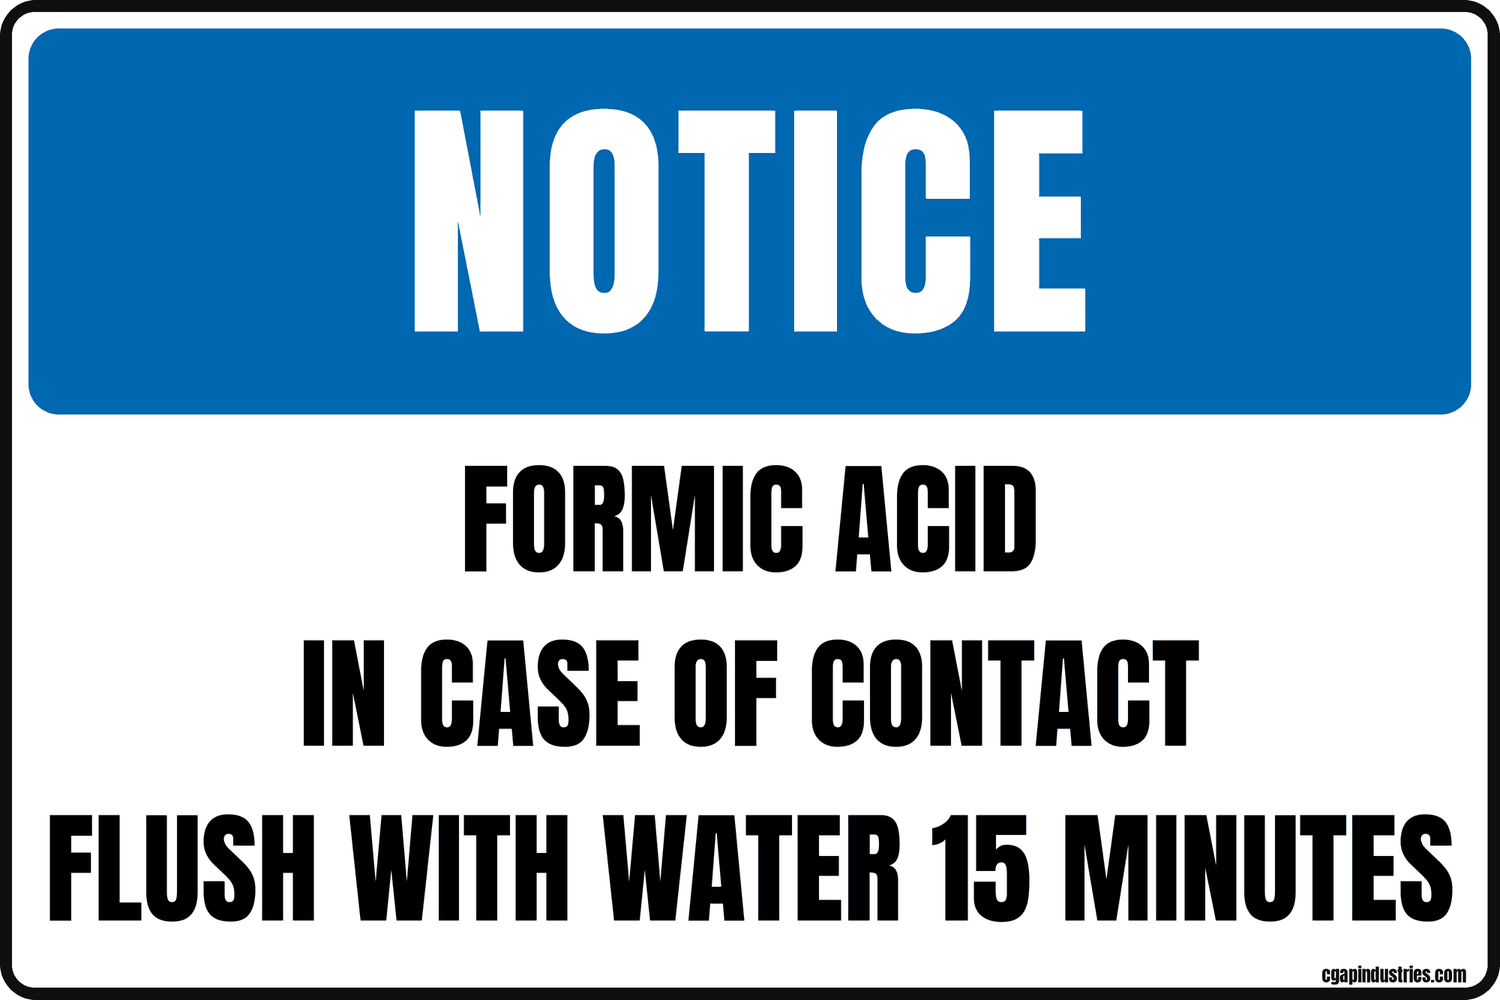 NOTICE
FORMIC ACID
IN CASE OF CONTACT
FLUSH WITH WATER 15 MINUTES
cgapindustries.com